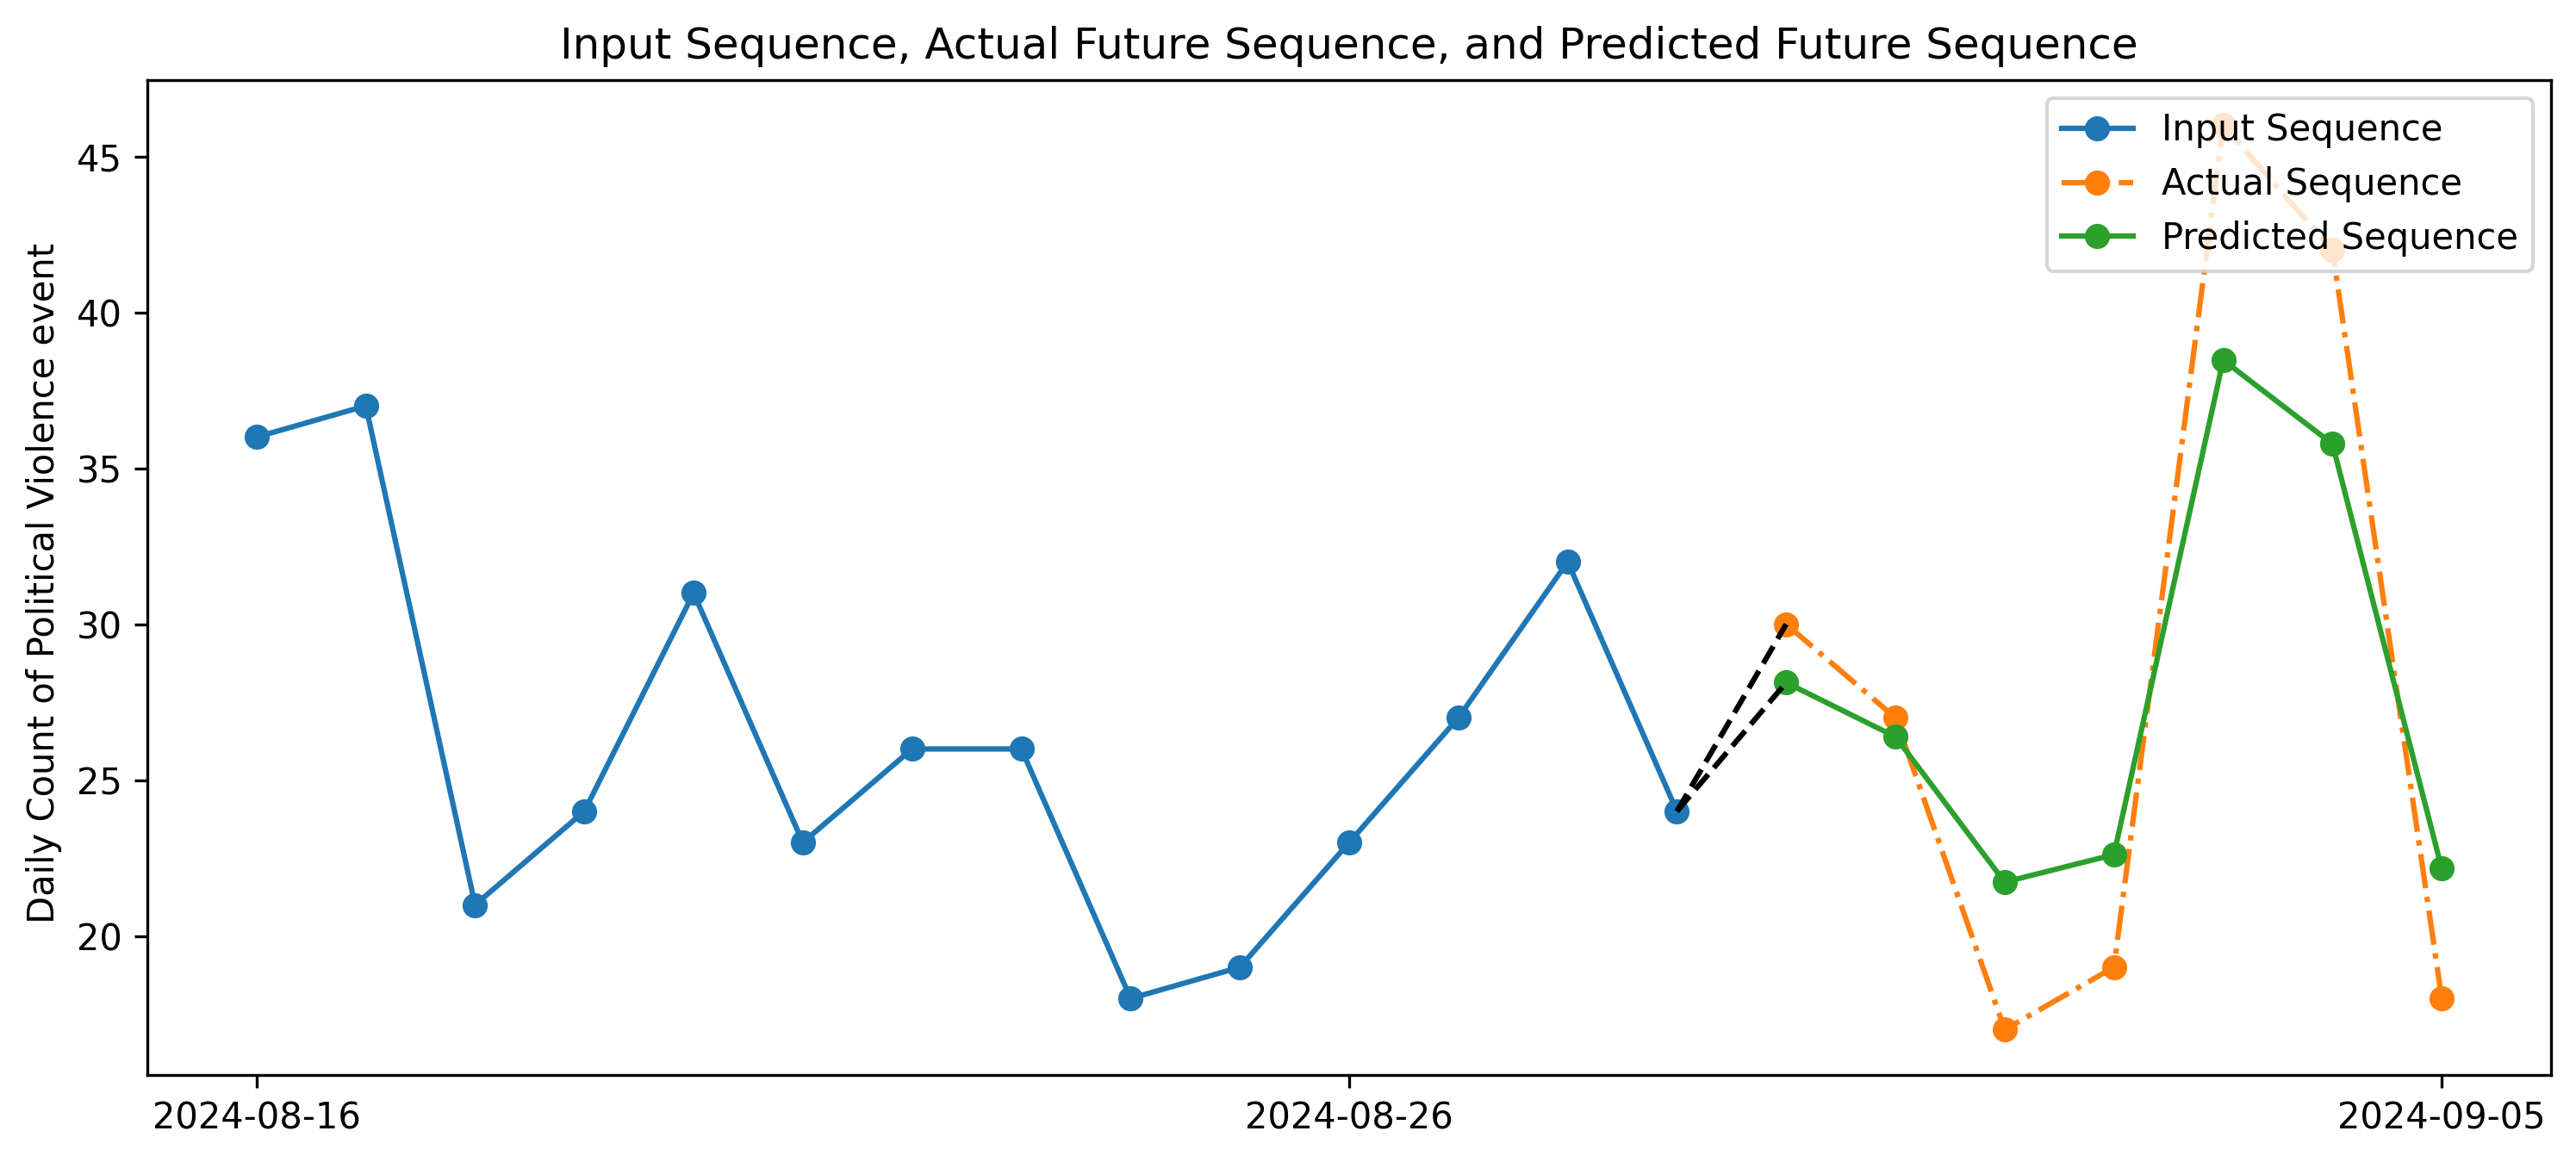 Input Sequence, Actual Future Sequence, and Predicted Future Sequence
Daily Count of Political Violence event
45
40
35
30
25
20
2024-08-16
2024-08-26
2024-09-05
Input Sequence
Actual Sequence
Predicted Sequence